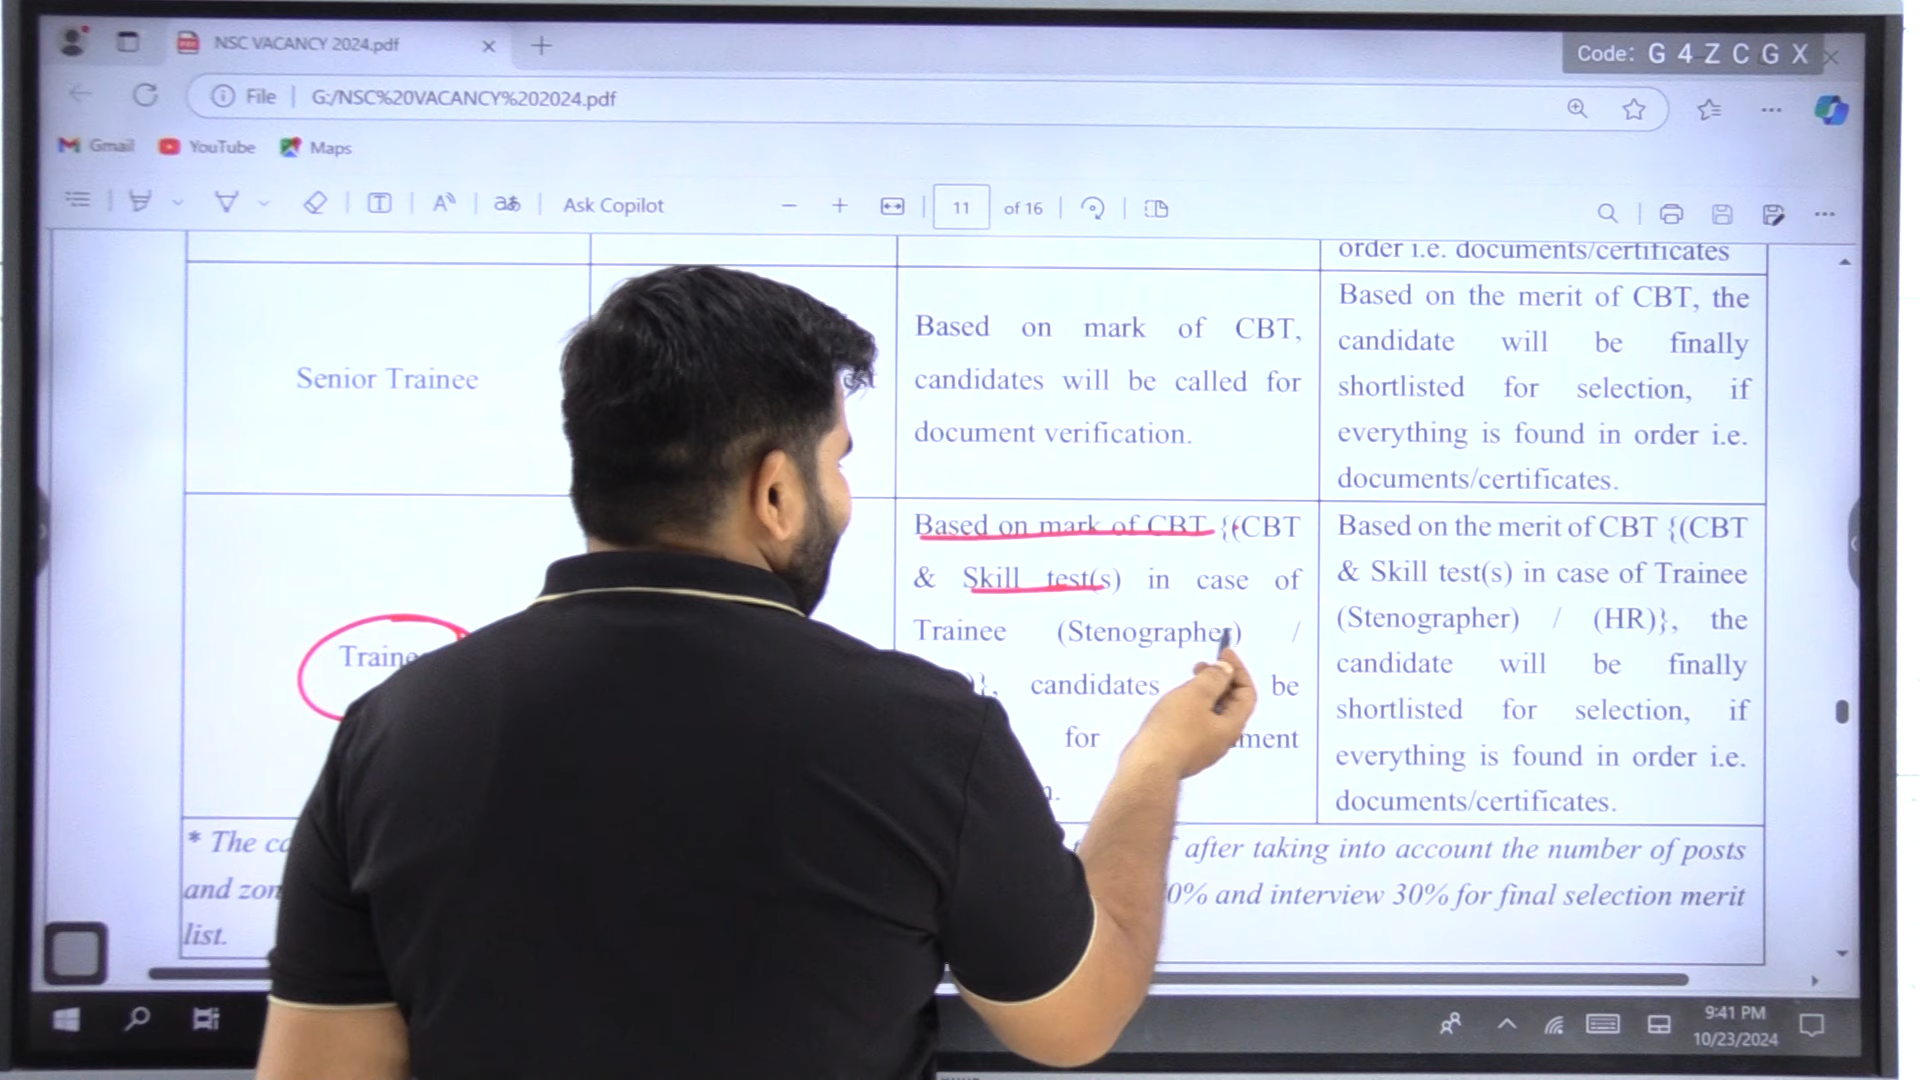 NSC VACANCY 2024.pdf
Code: G 4 Z C G X
File G:/NSC%20VACANCY%202024.pdf
Gmail YouTube Maps
Ask Copilot
11 of 16
order i.e. documents/certificates
Senior Trainee
Based on mark of CBT,
candidates will be called for
document verification.
Based on the merit of CBT, the
candidate will be finally
shortlisted for selection, if
everything is found in order i.e.
documents/certificates.
Based on mark of CBT {(CBT
& Skill test(s) in case of
Trainee (Stenographer) /
candidates be
for
Based on the merit of CBT {(CBT
& Skill test(s) in case of Trainee
(Stenographer) / (HR)}, the
candidate will be finally
shortlisted for selection, if
everything is found in order i.e.
documents/certificates.
* The after taking into account the number of posts
and 0% and interview 30% for final selection merit
list.
9:41 PM
10/23/2024